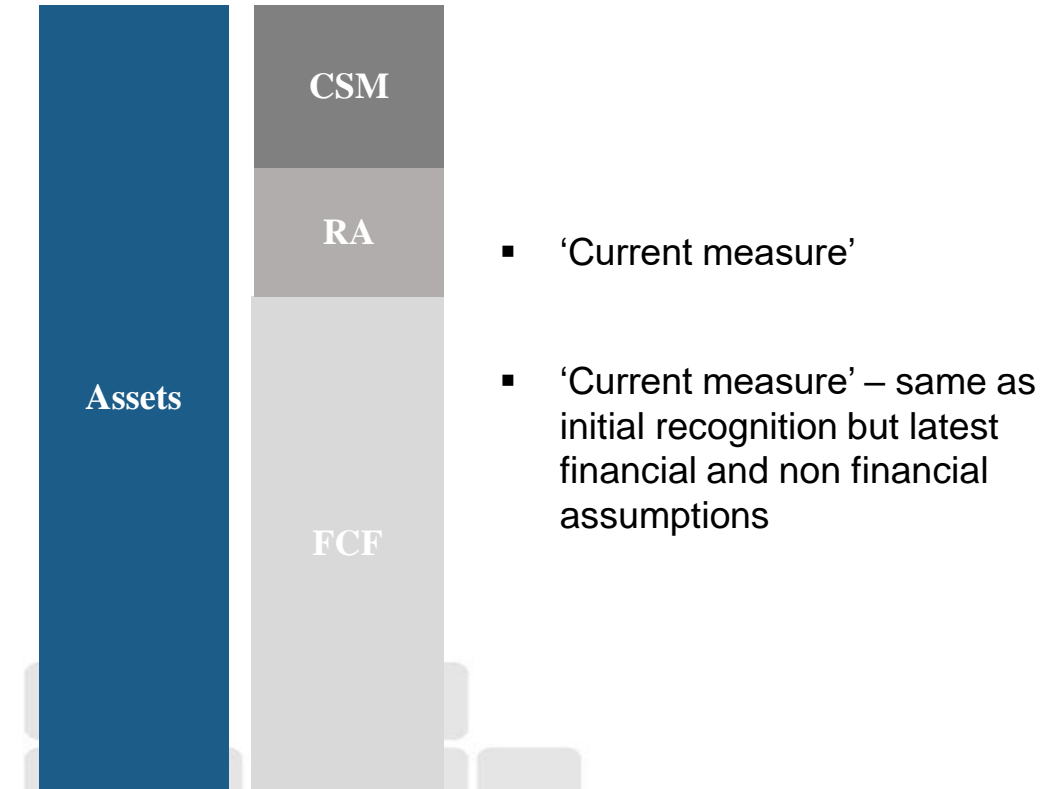 CSM
RA
Assets
FCF
▪ ‘Current measure’
▪ ‘Current measure’ – same as
initial recognition but latest
financial and non financial
assumptions